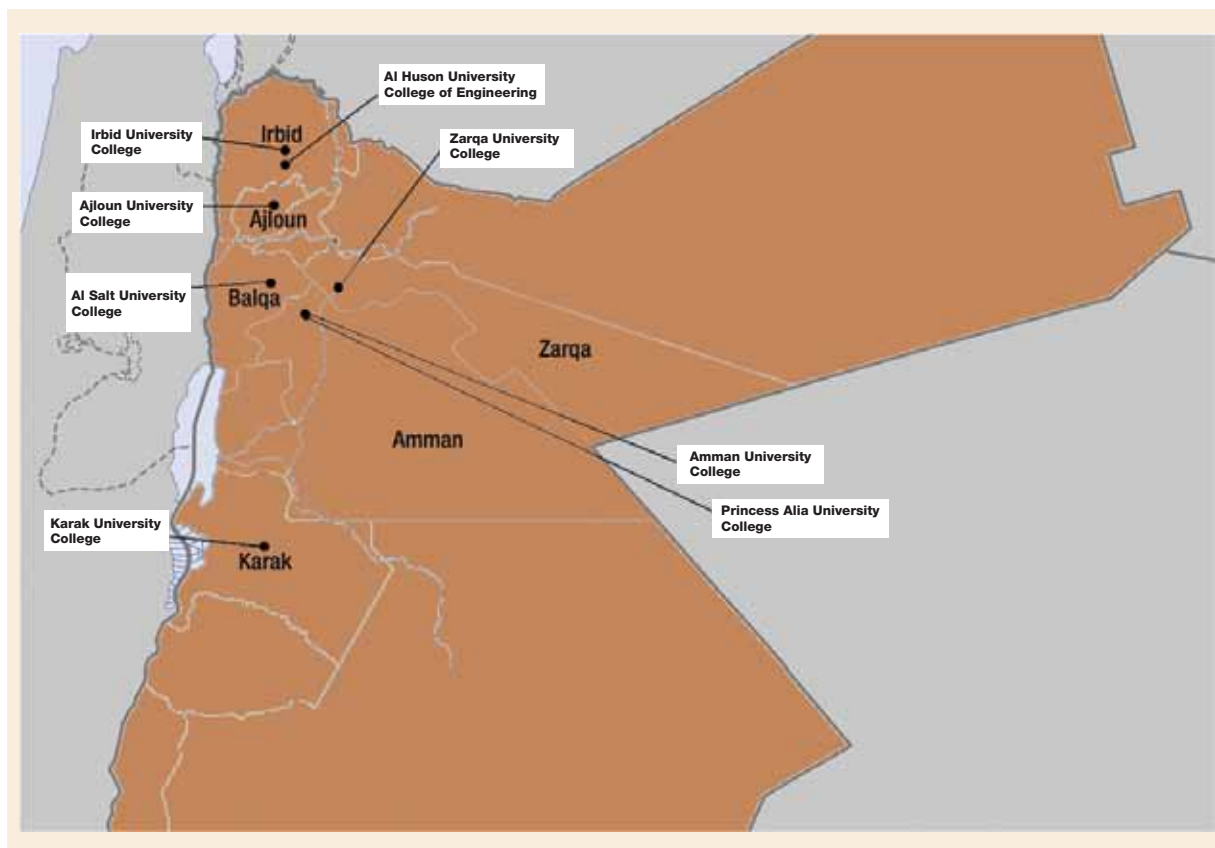 Al Huson University
College of Engineering
Irbid University
College
Irbid
Zarqa University
College
Ajloun University
College
Ajloun
Al Salt University
College
Balqa
Zarqa
Amman
Amman University
College
Princess Alia University
College
Karak University
College
Karak